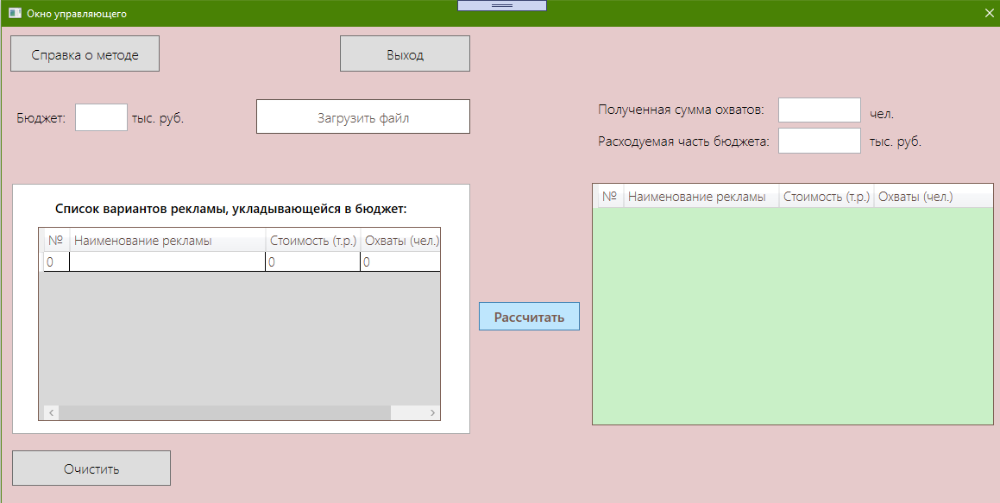 Окно управляющего
Справка о методе
Выход
Бюджет:
тыс. руб.
Загрузить файл
Полученная сумма охватов:
чел.
Расходуемая часть бюджета:
тыс. руб.
Список вариантов рекламы, укладывающейся в бюджет:
№ Наименование рекламы Стоимость (т.р.) Охваты (чел.)
0 0 0
Рассчитать
№ Наименование рекламы Стоимость (т.р.) Охваты (чел.)
Очистить